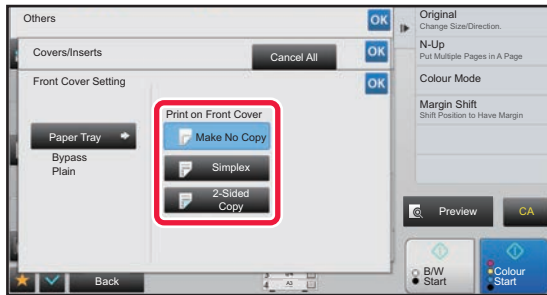 Others
OK
Covers/Inserts
Cancel All
OK
Front Cover Setting
OK
Print on Front Cover
Paper Tray
Make No Copy
Bypass
Plain
Simplex
2-Sided
Copy
Back
4
A3
Original
Change Size/Direction.
N-Up
Put Multiple Pages in A Page
Colour Mode
Margin Shift
Shift Position to Have Margin
Preview
CA
B/W
Start
Colour
Start